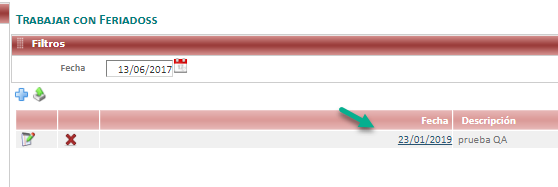 TRABAJAR CON FERIADOSS
Filtros
Fecha 13/06/2017
Fecha Descripción
23/01/2019 prueba QA